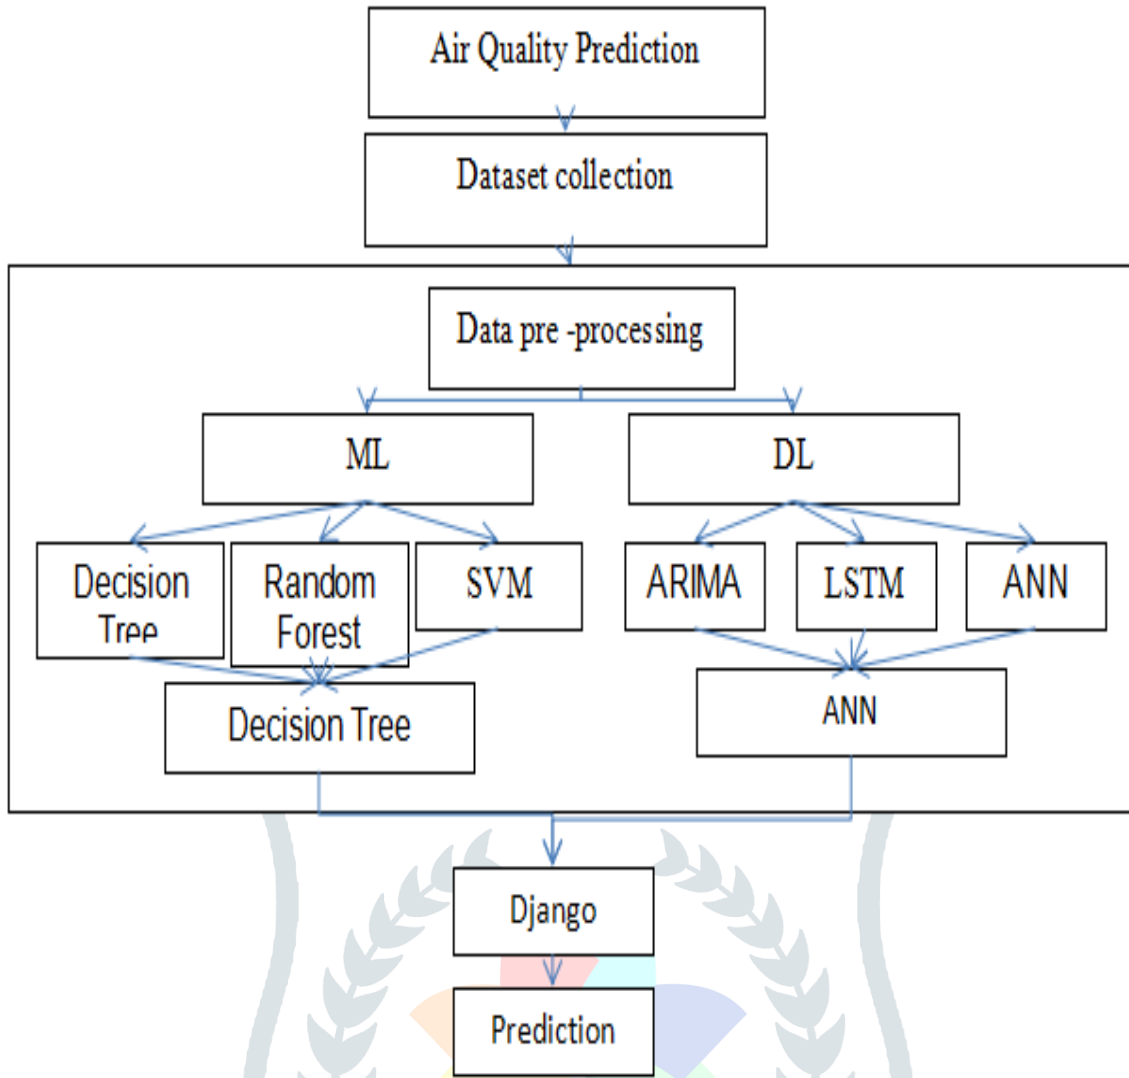 Air Quality Prediction
Dataset collection
Data pre -processing
ML
DL
Decision
Tree
Random
Forest
SVM
ARIMA
LSTM
ANN
Decision Tree
ANN
Django
Prediction